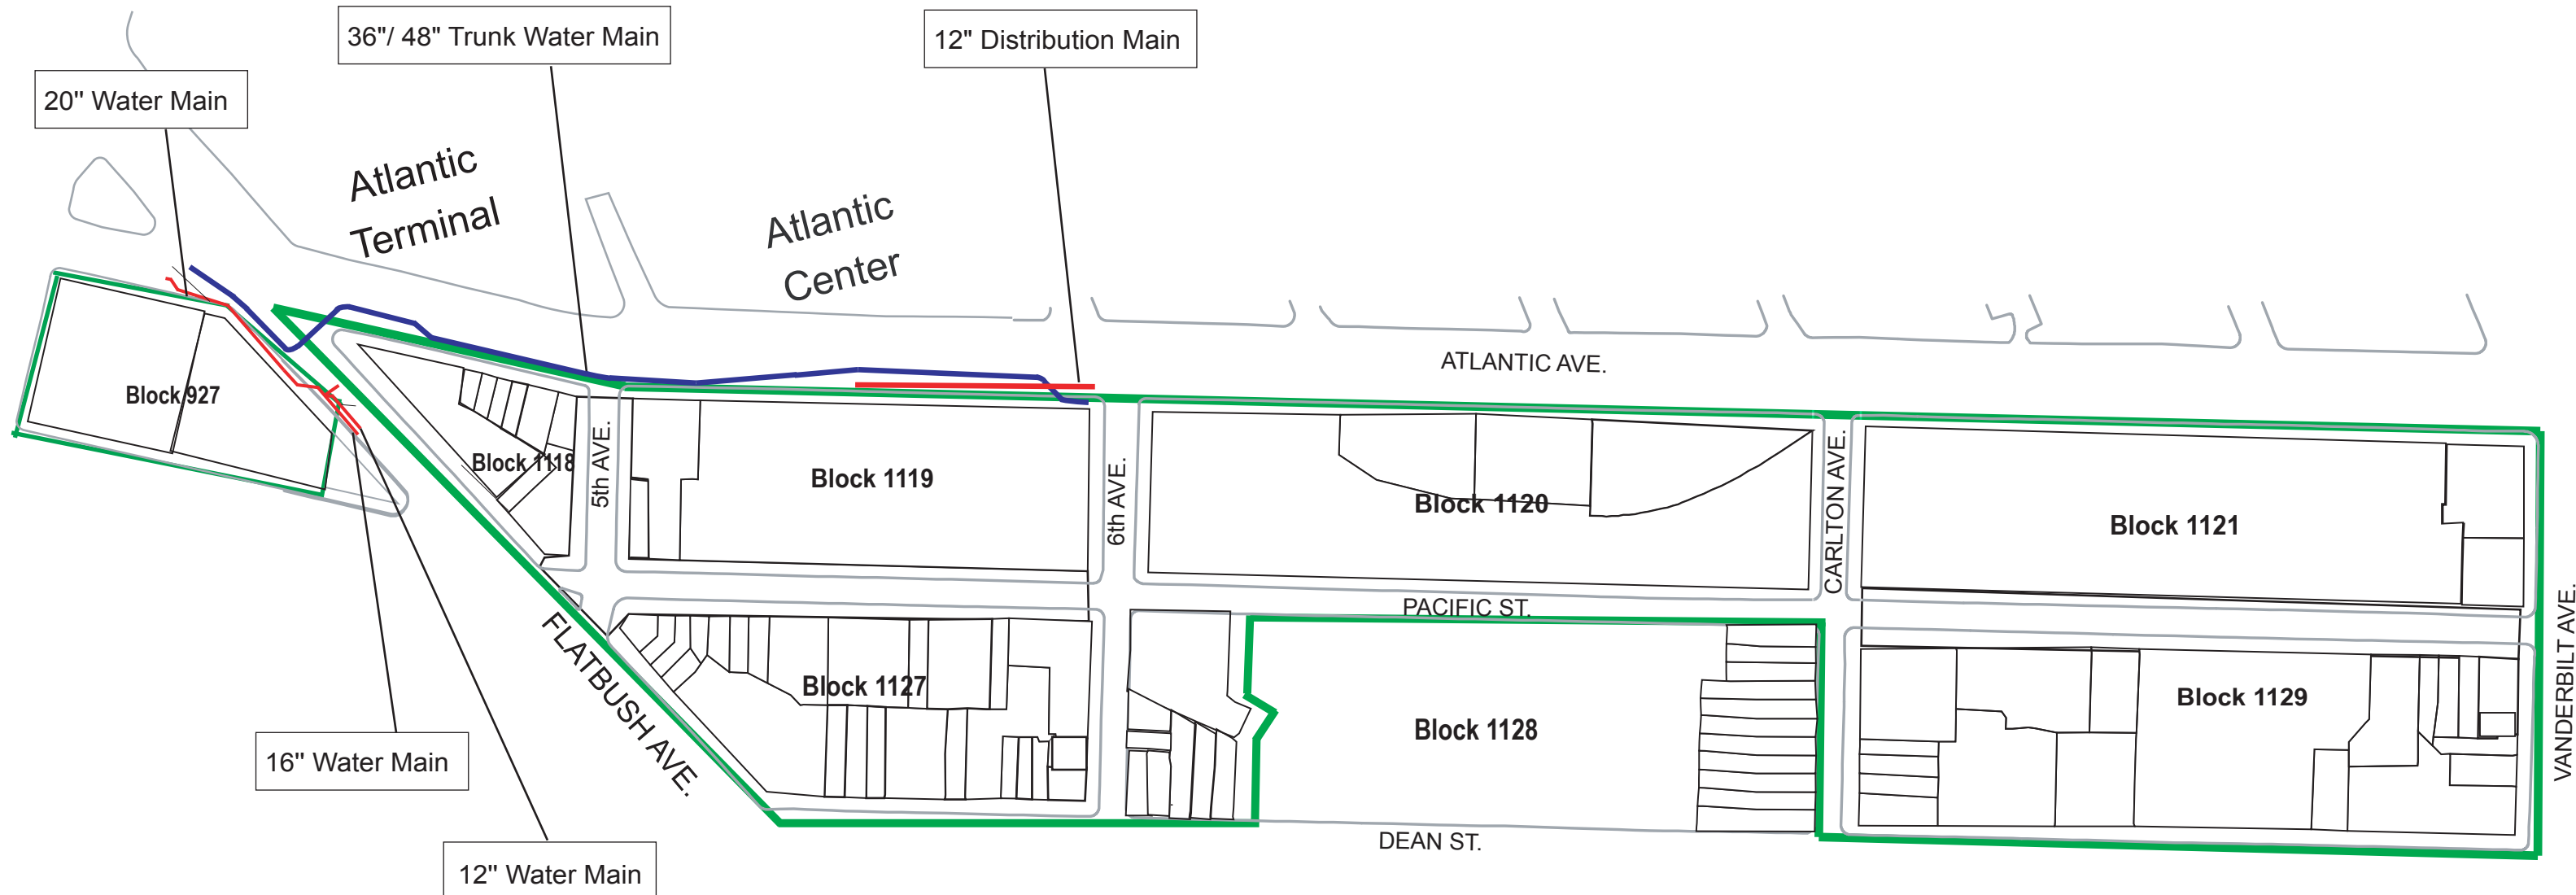 36"/ 48" Trunk Water Main
12" Distribution Main
20" Water Main
Atlantic
Terminal
Atlantic
Center
ATLANTIC AVE.
Block 927
Block 1118
5th AVE.
Block 1119
6th AVE.
Block 1120
CARLTON AVE.
Block 1121
PACIFIC ST.
FLATBUSH AVE.
Block 1127
Block 1128
Block 1129
VANDERBILT AVE.
16" Water Main
DEAN ST.
12" Water Main